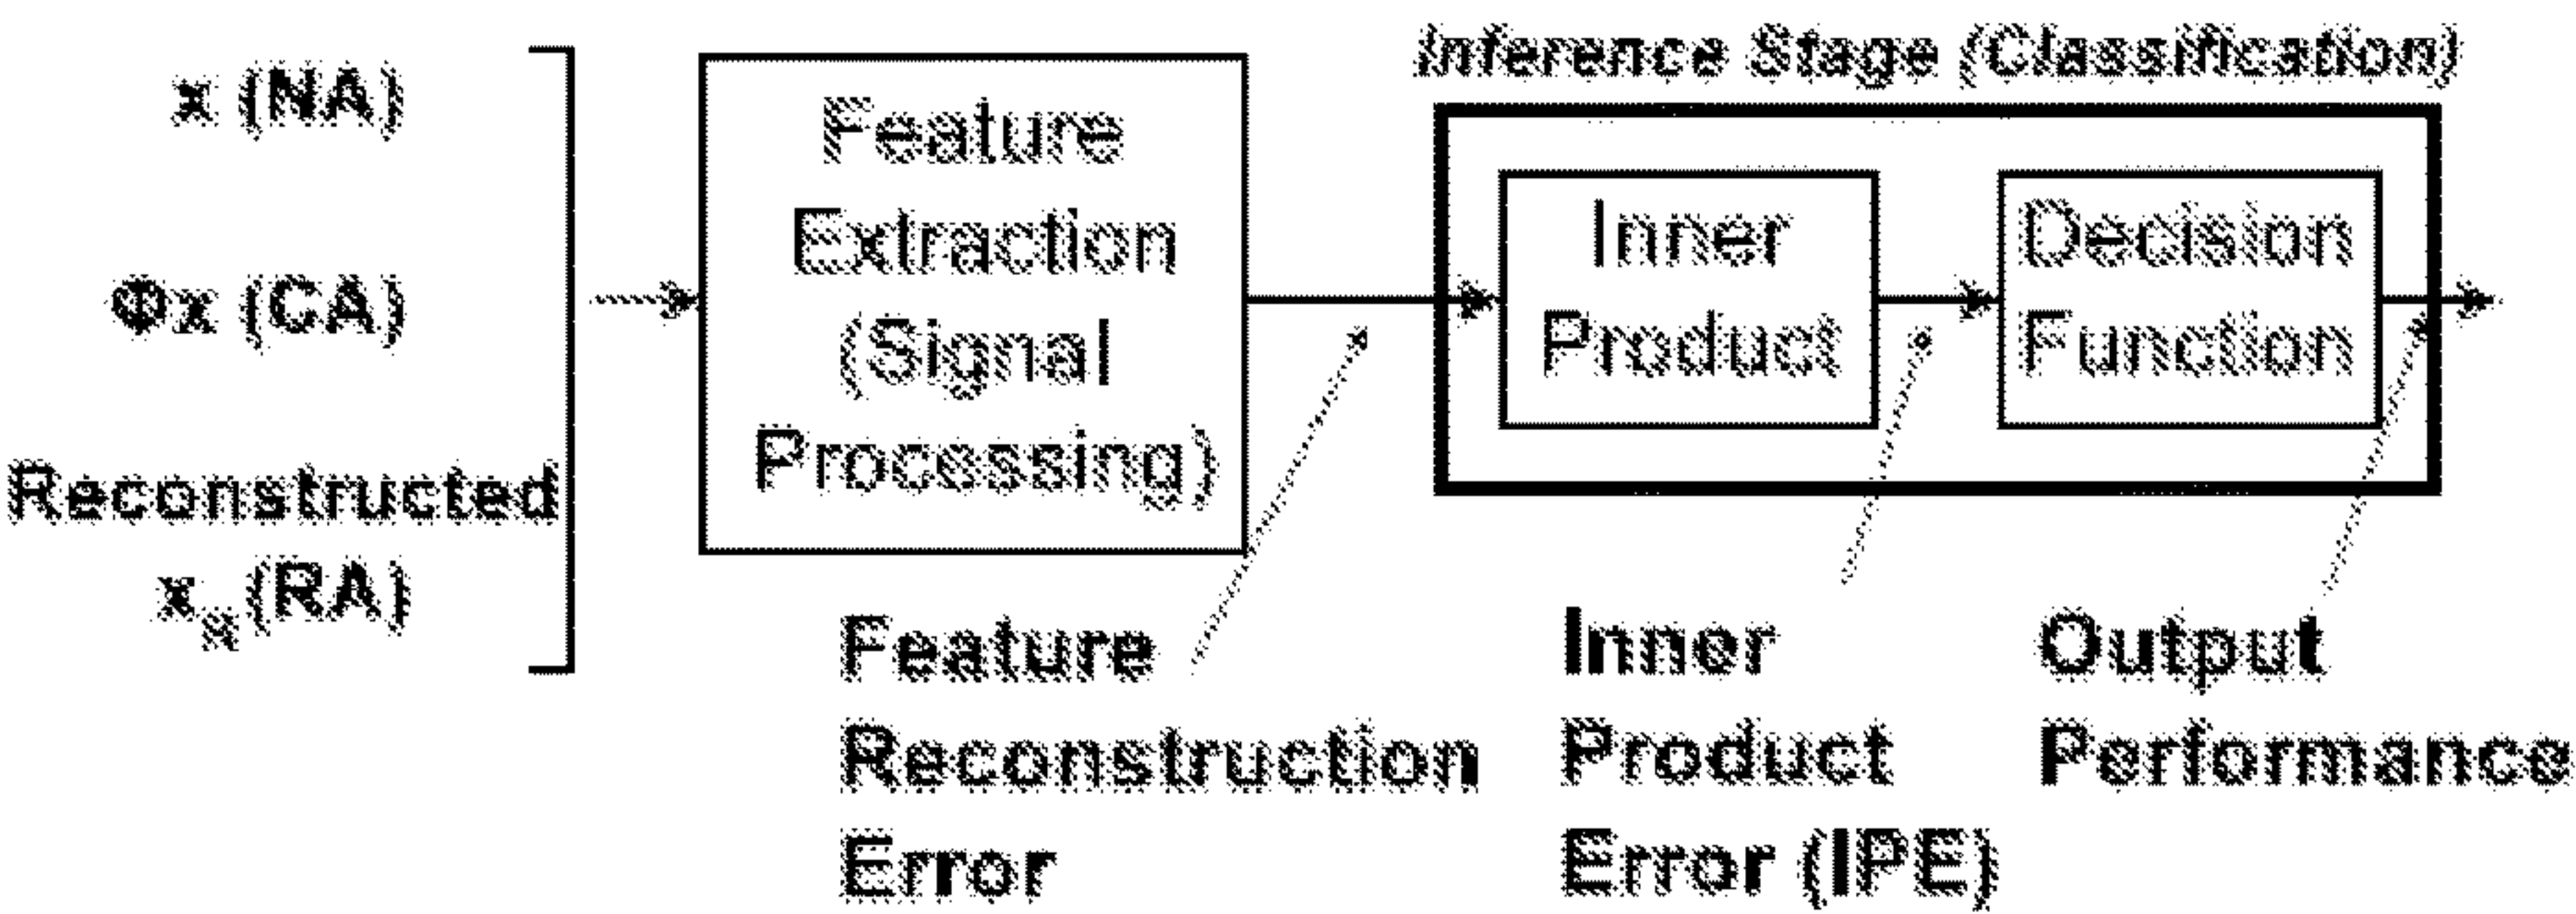 x (NA)
Φx (CA)
Reconstructed
x (RA)
Feature
Extraction
(Signal
Processing)
Inference Stage (Classification)
Inner
Product
Decision
Function
Feature
Reconstruction
Error
Inner
Product
Error (IPE)
Output
Performance